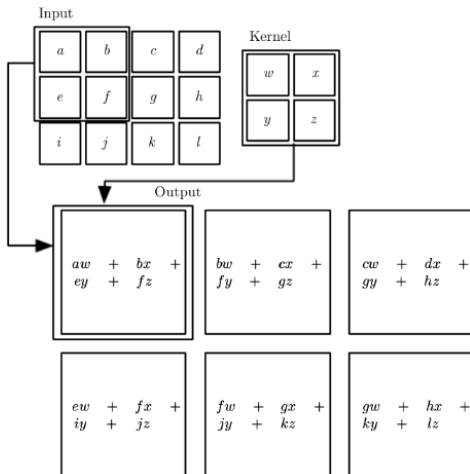 Input
a b c d
e f g h
i j k l
Kernel
w x
y z
Output
aw + bx +
ey + fz
bw + cx +
fy + gz
cw + dx +
gy + hz
ew + fx +
iy + jz
fw + gx +
jy + kz
gw + hx +
ky + lz